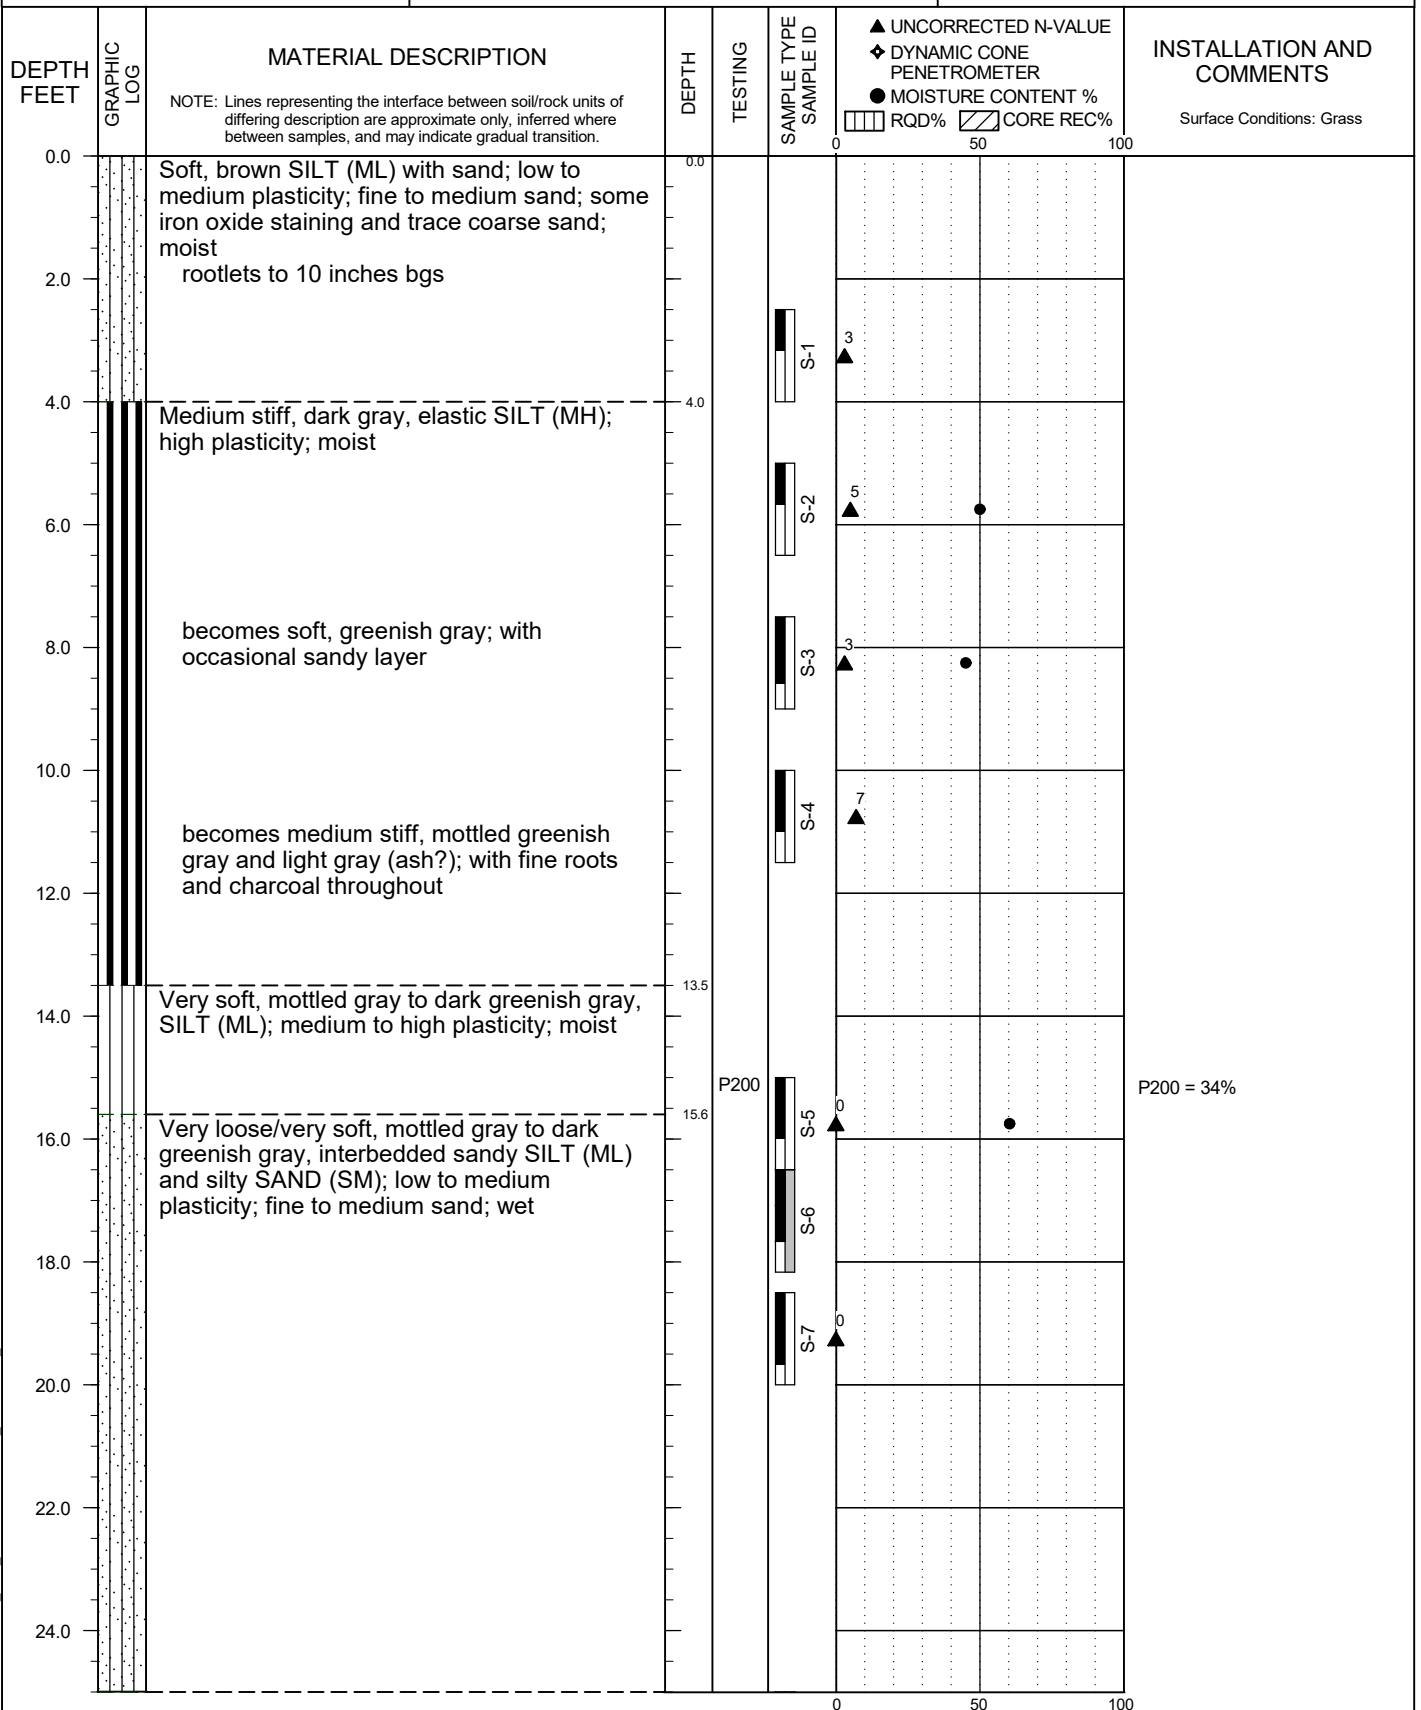 DEPTH
FEET
GRAPHIC
LOG
MATERIAL DESCRIPTION
NOTE: Lines representing the interface between soil/rock units of
differing description are approximate only, inferred where
between samples, and may indicate gradual transition.
DEPTH
TESTING
SAMPLE TYPE
SAMPLE ID
UNCORRECTED N-VALUE
DYNAMIC CONE
PENETROMETER
MOISTURE CONTENT %
RQD% CORE REC%
0 50 100
INSTALLATION AND
COMMENTS
Surface Conditions: Grass
0.0
Soft, brown SILT (ML) with sand; low to
medium plasticity; fine to medium sand; some
iron oxide staining and trace coarse sand;
moist
rootlets to 10 inches bgs
0.0
2.0
S-1
3
4.0
Medium stiff, dark gray, elastic SILT (MH);
high plasticity; moist
4.0
S-2
5
6.0
becomes soft, greenish gray; with
occasional sandy layer
8.0
S-3
3
10.0
S-4
7
becomes medium stiff, mottled greenish
gray and light gray (ash?); with fine roots
and charcoal throughout
12.0
13.5
Very soft, mottled gray to dark greenish gray,
SILT (ML); medium to high plasticity; moist
14.0
P200
P200 = 34%
S-5
0
15.6
16.0
Very loose/very soft, mottled gray to dark
greenish gray, interbedded sandy SILT (ML)
and silty SAND (SM); low to medium
plasticity; fine to medium sand; wet
S-6
18.0
S-7
0
20.0
22.0
24.0
0 50 100